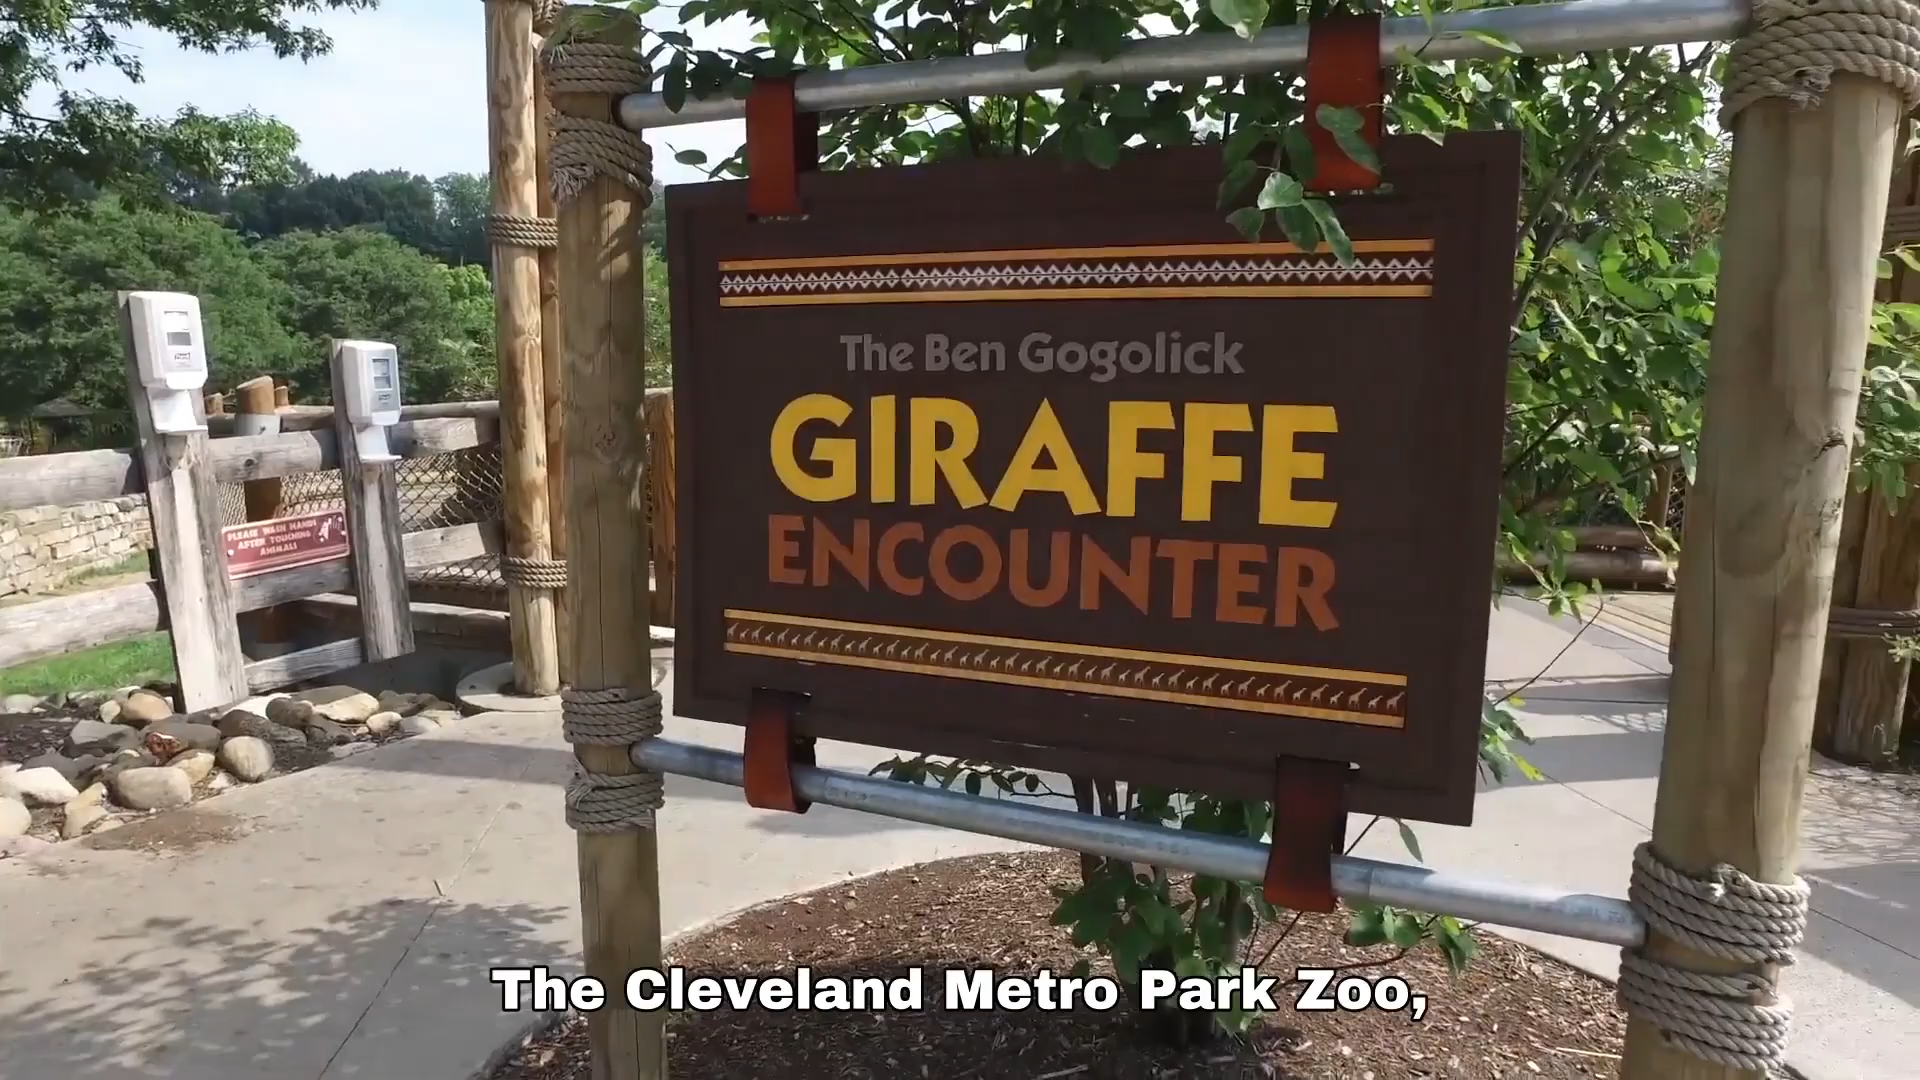 The Ben Gogolick
GIRAFFE
ENCOUNTER
PLEASE WASH HANDS
AFTER TOUCHING
ANIMALS
The Cleveland Metro Park Zoo,